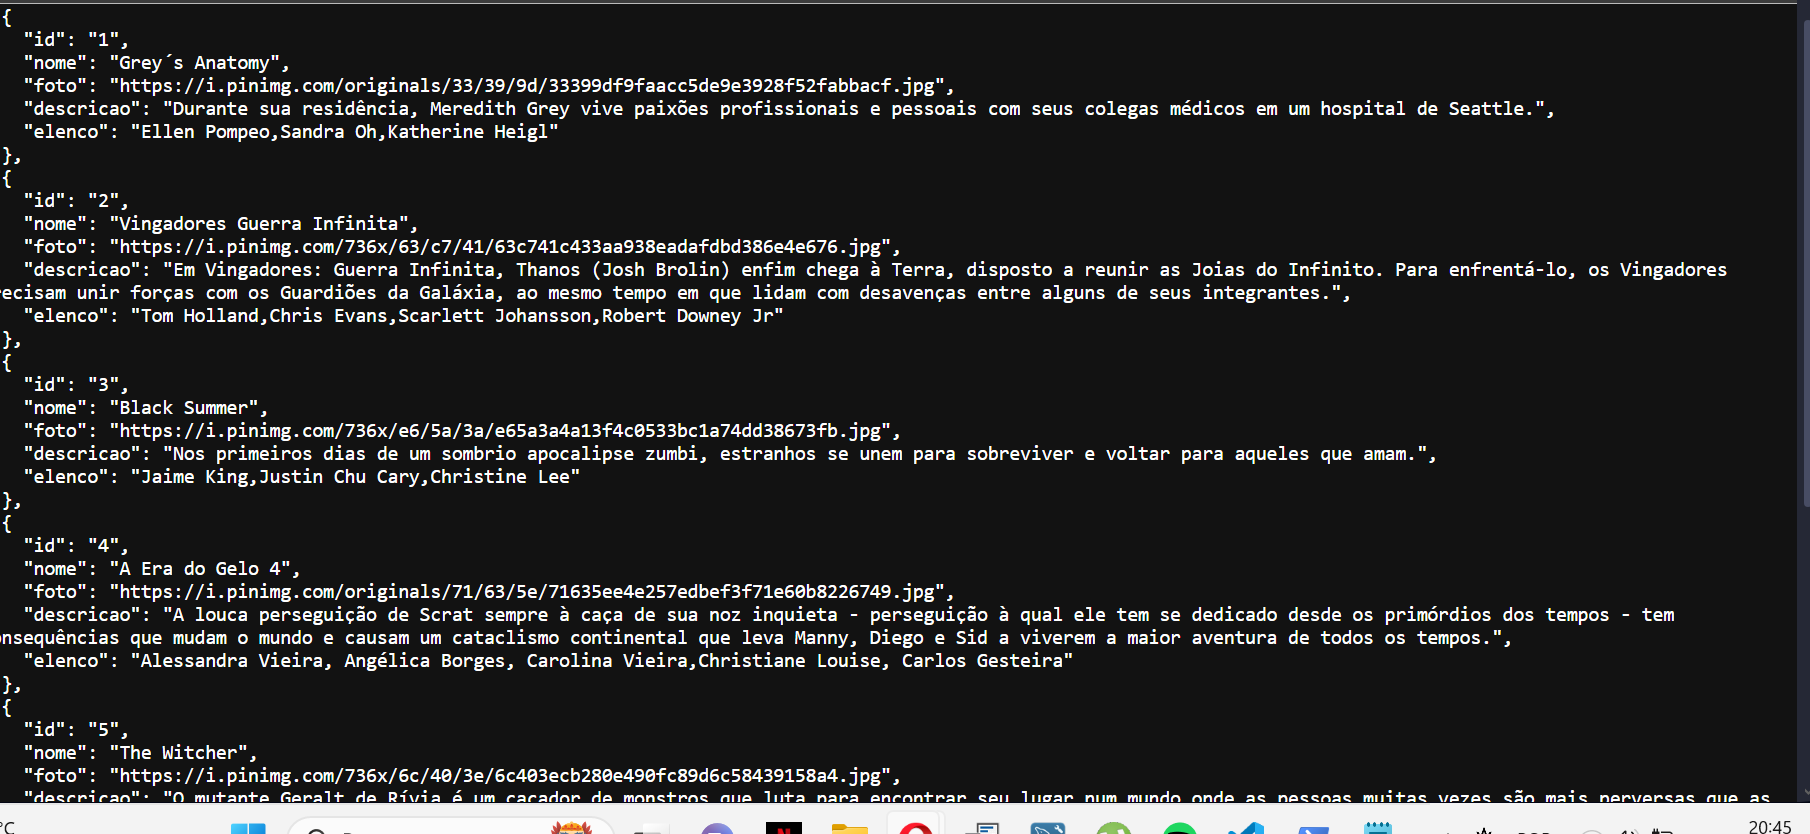 {
"id": "1",
"nome": "Grey´s Anatomy",
"foto": "https://i.pinimg.com/originals/33/39/9d/33399df9faacc5de9e3928f52fabbacf.jpg",
"descricao": "Durante sua residência, Meredith Grey vive paixões profissionais e pessoais com seus colegas médicos em um hospital de Seattle.",
"elenco": "Ellen Pompeo,Sandra Oh,Katherine Heigl"
},
{
"id": "2",
"nome": "Vingadores Guerra Infinita",
"foto": "https://i.pinimg.com/736x/63/c7/41/63c741c433aa938eadafdbd386e4e676.jpg",
"descricao": "Em Vingadores: Guerra Infinita, Thanos (Josh Brolin) enfim chega à Terra, disposto a reunir as Joias do Infinito. Para enfrentá-lo, os Vingadores
recisam unir forças com os Guardiões da Galáxia, ao mesmo tempo em que lidam com desavenças entre alguns de seus integrantes.",
"elenco": "Tom Holland,Chris Evans,Scarlett Johansson,Robert Downey Jr"
},
{
"id": "3",
"nome": "Black Summer",
"foto": "https://i.pinimg.com/736x/e6/5a/3a/e65a3a4a13f4c0533bc1a74dd38673fb.jpg",
"descricao": "Nos primeiros dias de um sombrio apocalipse zumbi, estranhos se unem para sobreviver e voltar para aqueles que amam.",
"elenco": "Jaime King,Justin Chu Cary,Christine Lee"
},
{
"id": "4",
"nome": "A Era do Gelo 4",
"foto": "https://i.pinimg.com/originals/71/63/5e/71635ee4e257edbef3f71e60b8226749.jpg",
"descricao": "A louca perseguição de Scrat sempre à caça de sua noz inquieta - perseguição à qual ele tem se dedicado desde os primórdios dos tempos - tem
nsequências que mudam o mundo e causam um cataclismo continental que leva Manny, Diego e Sid a viverem a maior aventura de todos os tempos.",
"elenco": "Alessandra Vieira, Angélica Borges, Carolina Vieira,Christiane Louise, Carlos Gesteira"
},
{
"id": "5",
"nome": "The Witcher",
"foto": "https://i.pinimg.com/736x/6c/40/3e/6c403ecb280e490fc89d6c58439158a4.jpg",
"descricao": "O mutante Geralt de Rívia é um caçador de monstros que luta para encontrar seu lugar num mundo onde as pessoas muitas vezes são mais perversas que as
°C
20:45